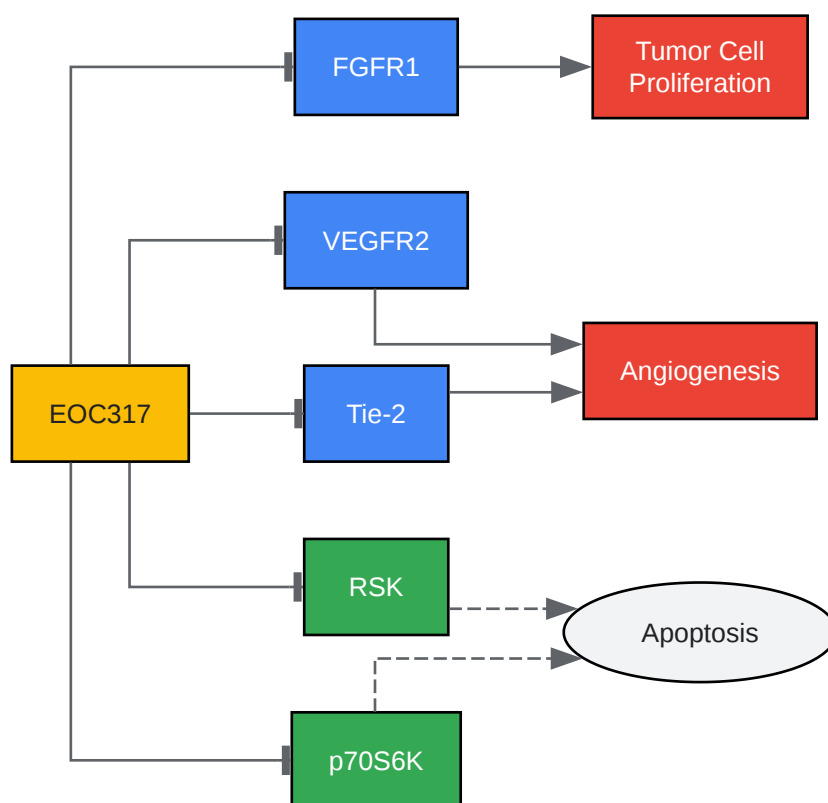 FGFR1
Tumor Cell
Proliferation
VEGFR2
Angiogenesis
EOC317
Tie-2
RSK
Apoptosis
p70S6K